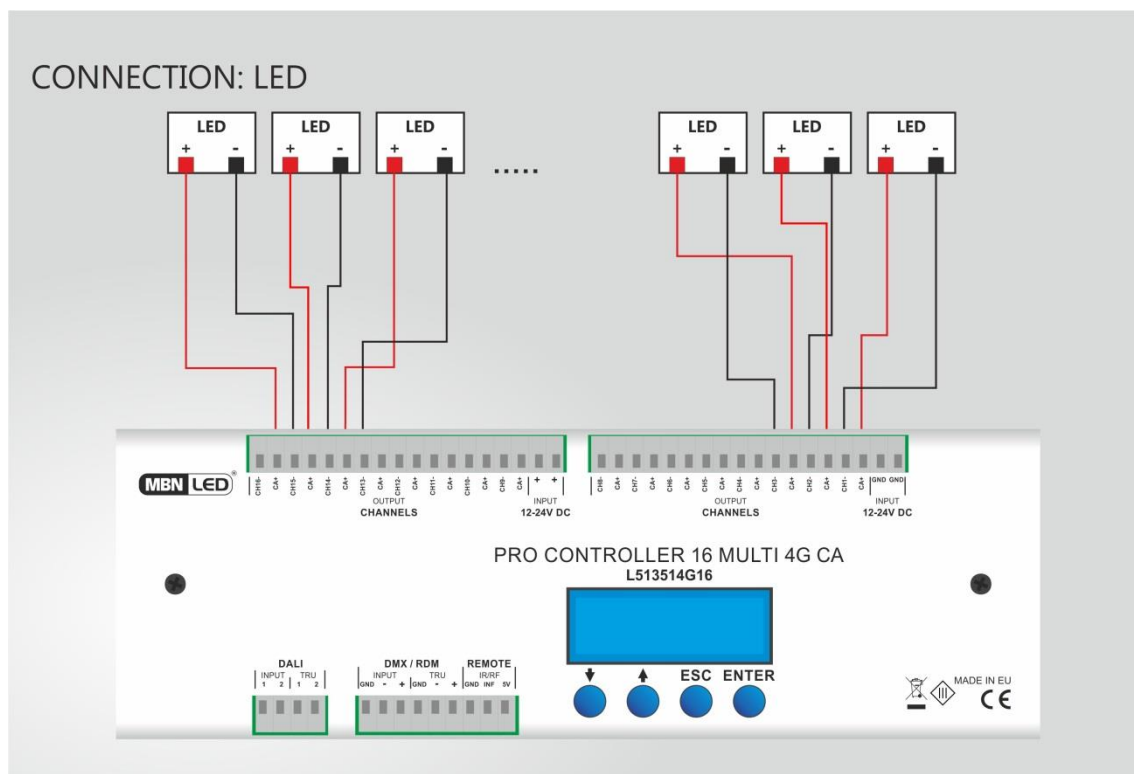 CONNECTION: LED
LED LED LED LED LED LED
+ - + - + - ..... + - + - + -
MBN LED®
CH16- CA+ CH15- CA+ CH14- CA+ CH13- CA+ CH12- CA+ CH11- CA+ CH10- CA+ CH9- CA+ + +
CH8- CA+ CH7- CA+ CH6- CA+ CH5- CA+ CH4- CA+ CH3- CA+ CH2- CA+ CH1- CA+ GND GND
OUTPUT INPUT OUTPUT INPUT
CHANNELS 12-24V DC CHANNELS 12-24V DC
PRO CONTROLLER 16 MULTI 4G CA
L513514G16
ESC ENTER
DALI DMX / RDM REMOTE
INPUT TRU INPUT TRU IR/RF
1 2 1 2 GND - + GND - + GND INF 5V
III
MADE IN EU
CE